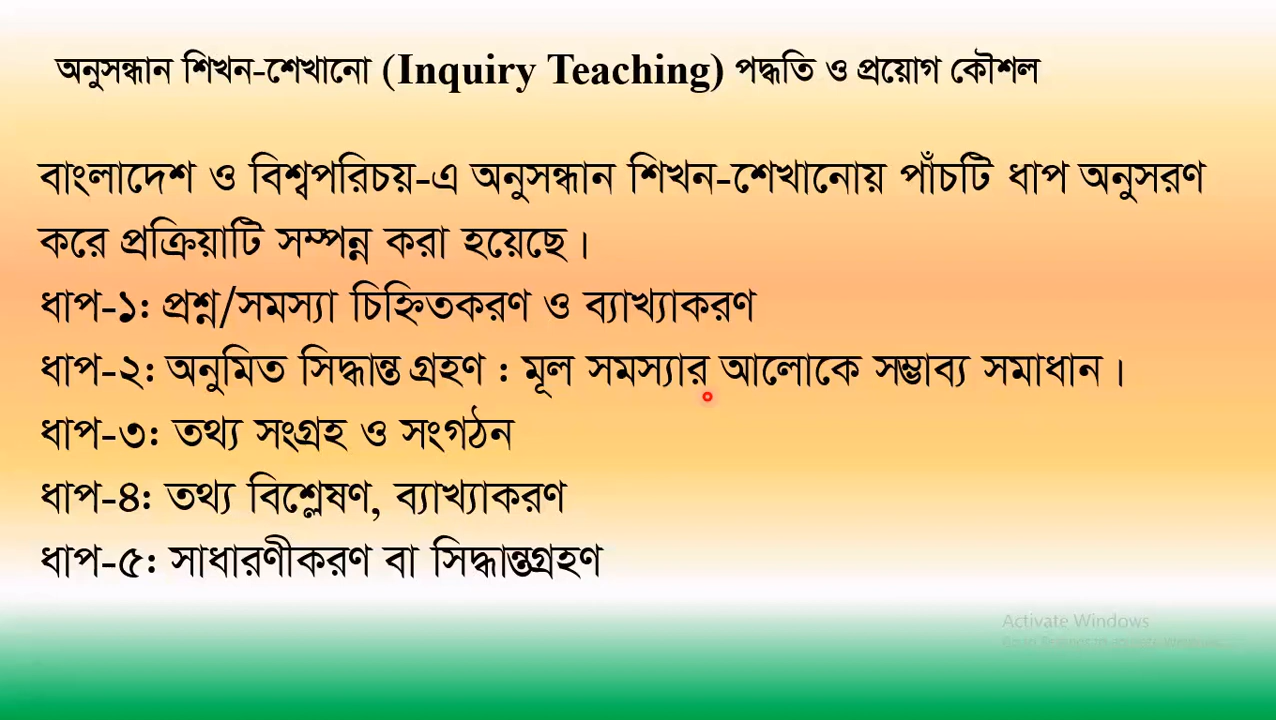 অনুসন্ধান শিখন-শেখানো (Inquiry Teaching) পদ্ধতি ও প্রয়োগ কৌশল
বাংলাদেশ ও বিশ্বপরিচয়-এ অনুসন্ধান শিখন-শেখানোয় পাঁচটি ধাপ অনুসরণ
করে প্রক্রিয়াটি সম্পন্ন করা হয়েছে।
ধাপ-১ঃ প্রশ্ন/সমস্যা চিহ্নিতকরণ ও ব্যাখ্যাকরণ
ধাপ-২ঃ অনুমিত সিদ্ধান্ত গ্রহণ : মূল সমস্যার আলোকে সম্ভাব্য সমাধান।
ধাপ-৩ঃ তথ্য সংগ্রহ ও সংগঠন
ধাপ-৪ঃ তথ্য বিশ্লেষণ, ব্যাখ্যাকরণ
ধাপ-৫ঃ সাধারণীকরণ বা সিদ্ধান্তগ্রহণ
Activate Windows